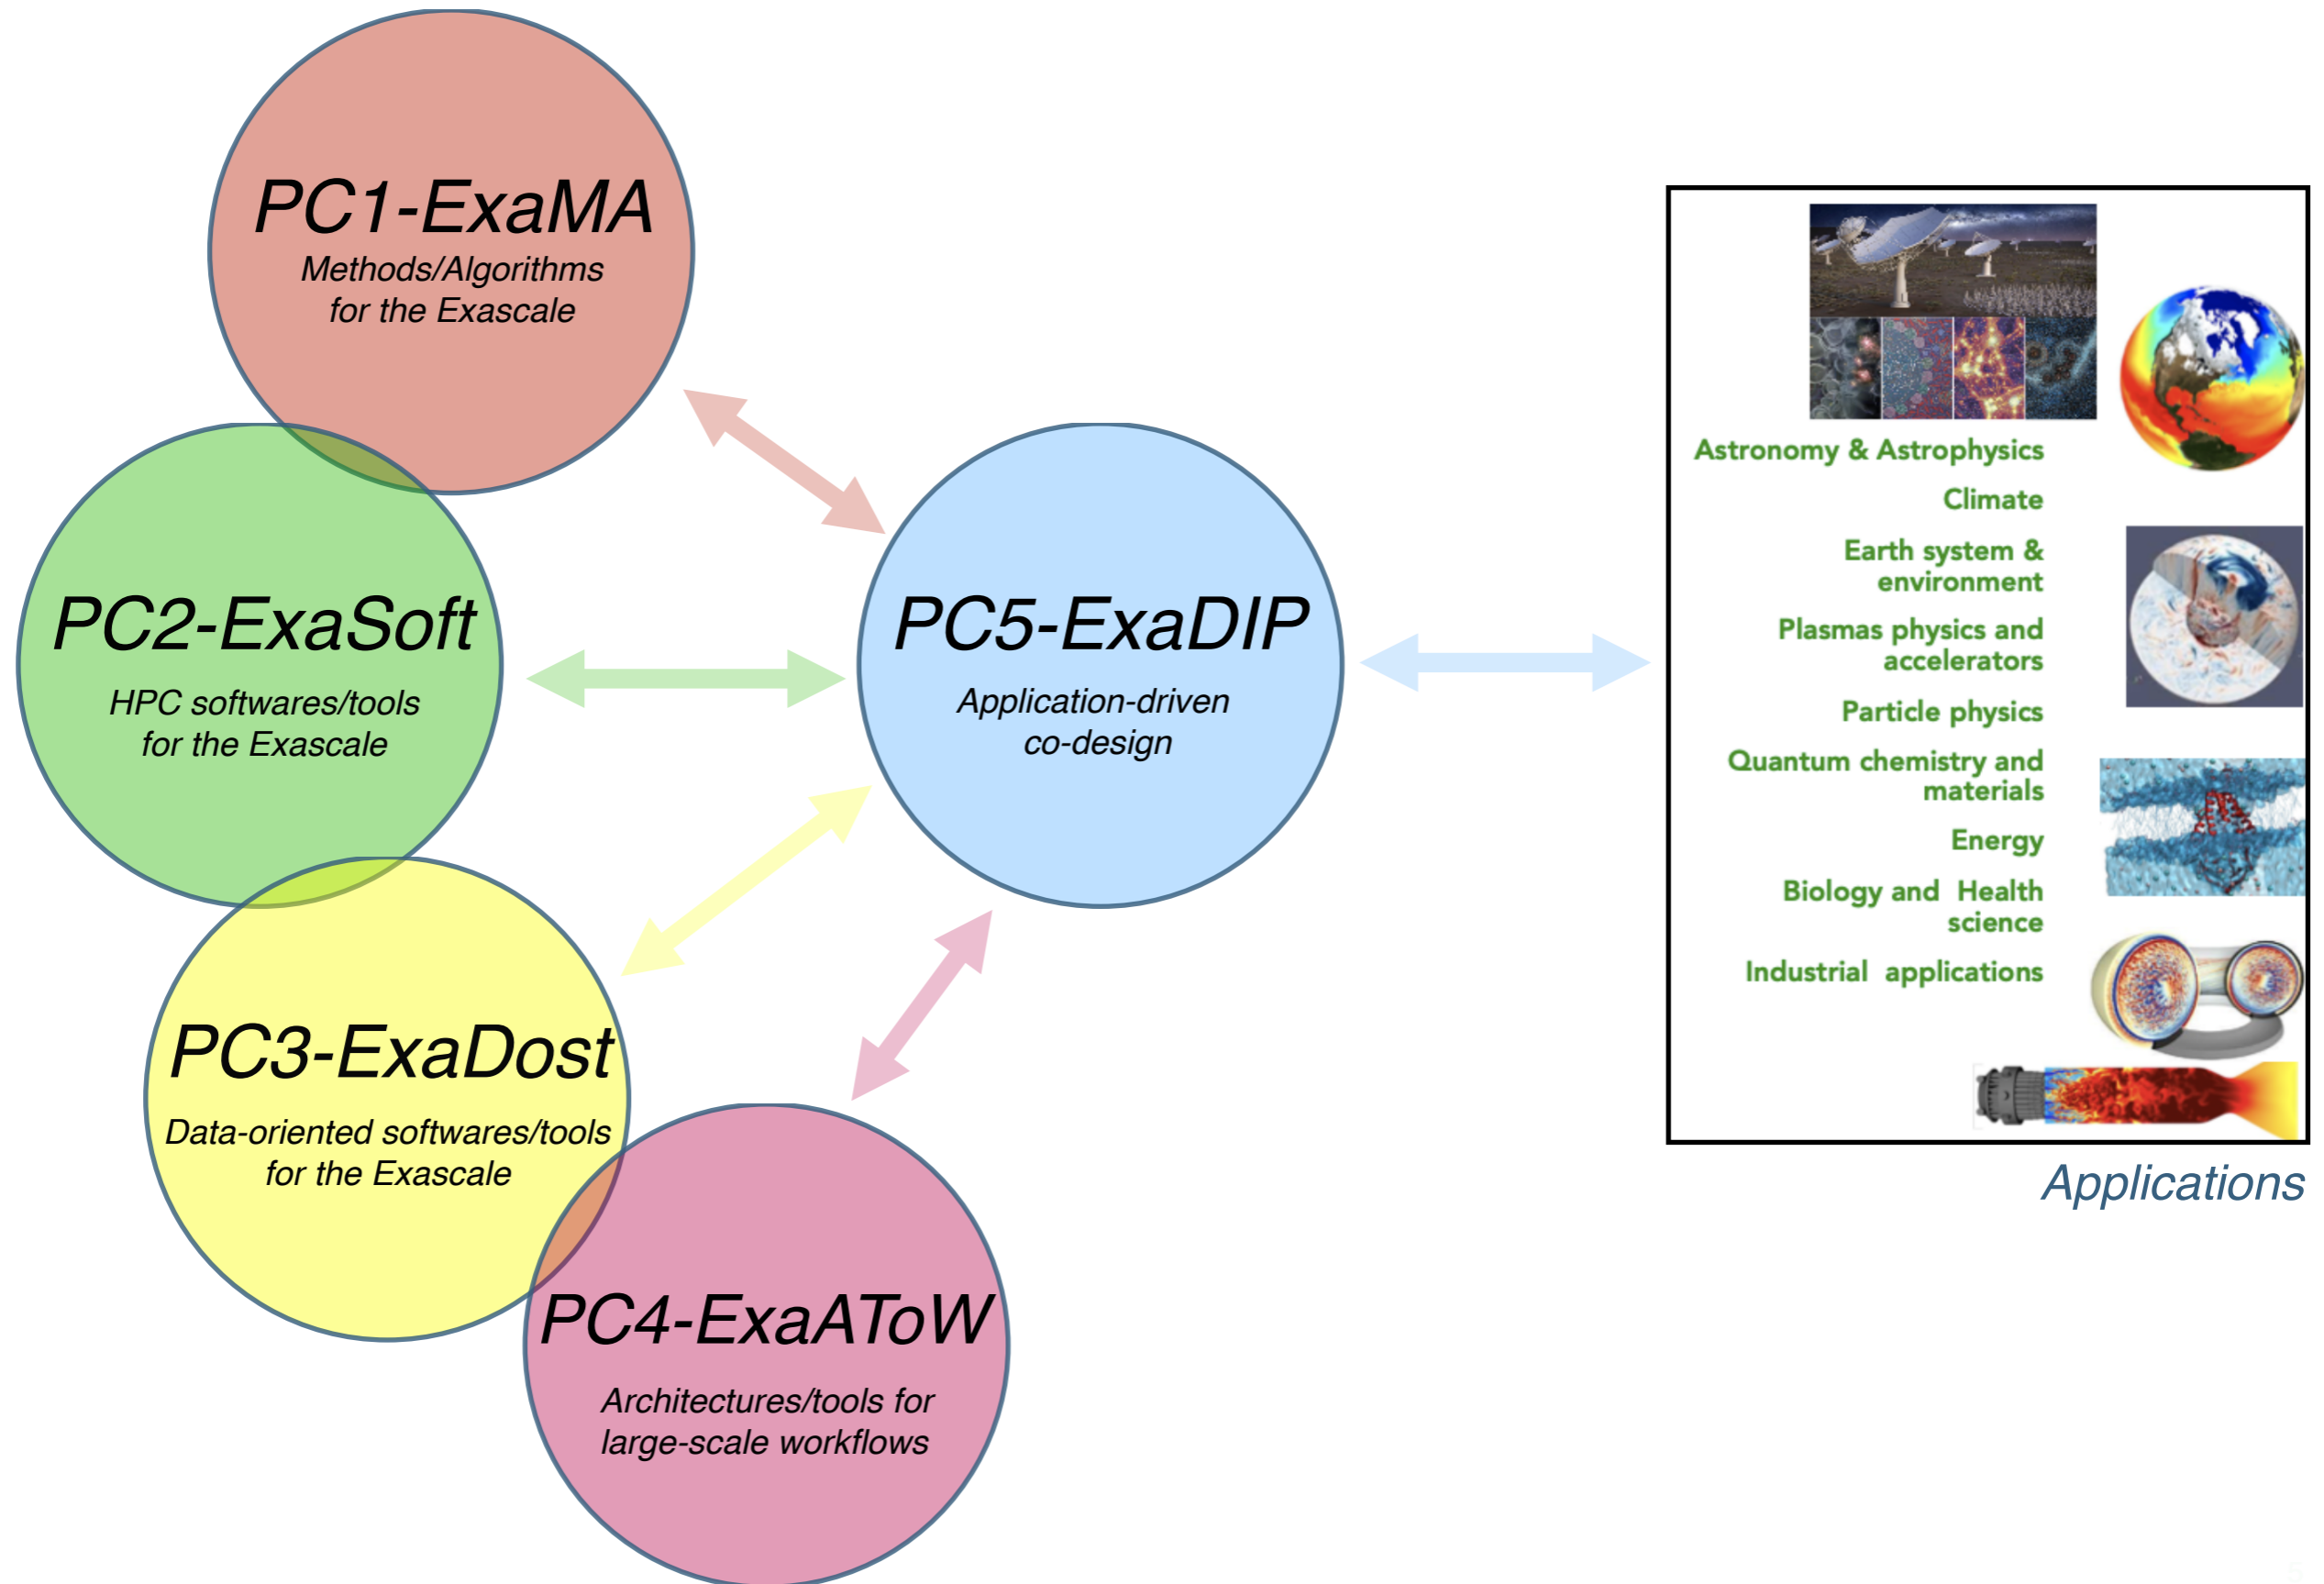 PC1-ExaMA
Methods/Algorithms
for the Exascale
PC2-ExaSoft
HPC softwares/tools
for the Exascale
PC3-ExaDost
Data-oriented softwares/tools
for the Exascale
PC4-ExaAToW
Architectures/tools for
large-scale workflows
PC5-ExaDIP
Application-driven
co-design
Astronomy & Astrophysics
Climate
Earth system &
environment
Plasmas physics and
accelerators
Particle physics
Quantum chemistry and
materials
Energy
Biology and Health
science
Industrial applications
Applications